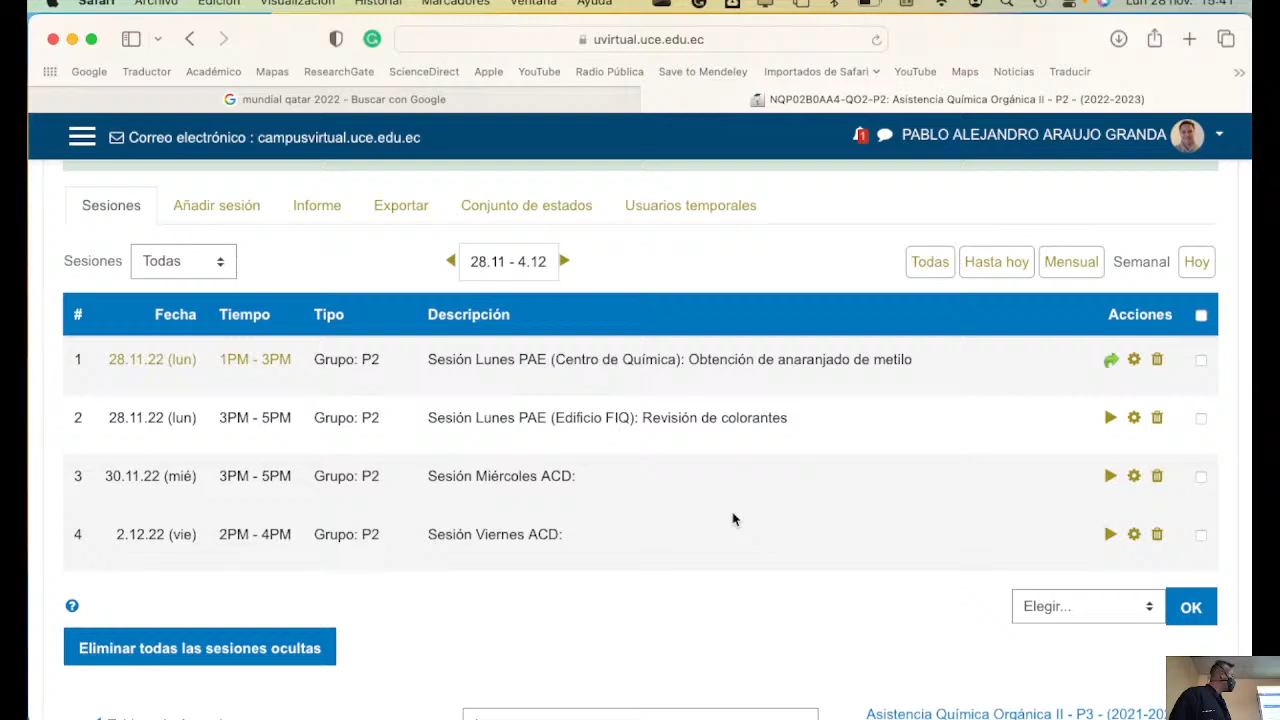 Safari Archivo Edición Visualización Historial Marcadores Ventana Ayuda Lun 28 nov. 15:41
uvirtual.uce.edu.ec
Google Traductor Académico Mapas ResearchGate ScienceDirect Apple YouTube Radio Pública Save to Mendeley Importados de Safari YouTube Maps Noticias Traducir
mundial qatar 2022 - Buscar con Google NQP02B0AA4-QO2-P2: Asistencia Química Orgánica II - P2 - (2022-2023)
Correo electrónico : campusvirtual.uce.edu.ec 1 PABLO ALEJANDRO ARAUJO GRANDA
Sesiones Añadir sesión Informe Exportar Conjunto de estados Usuarios temporales
Sesiones Todas 28.11 - 4.12 Todas Hasta hoy Mensual Semanal Hoy
# Fecha Tiempo Tipo Descripción Acciones
1 28.11.22 (lun) 1PM - 3PM Grupo: P2 Sesión Lunes PAE (Centro de Química): Obtención de anaranjado de metilo
2 28.11.22 (lun) 3PM - 5PM Grupo: P2 Sesión Lunes PAE (Edificio FIQ): Revisión de colorantes
3 30.11.22 (mié) 3PM - 5PM Grupo: P2 Sesión Miércoles ACD:
4 2.12.22 (vie) 2PM - 4PM Grupo: P2 Sesión Viernes ACD:
? Elegir... OK
Eliminar todas las sesiones ocultas
Asistencia Química Orgánica II - P3 - (2021-202